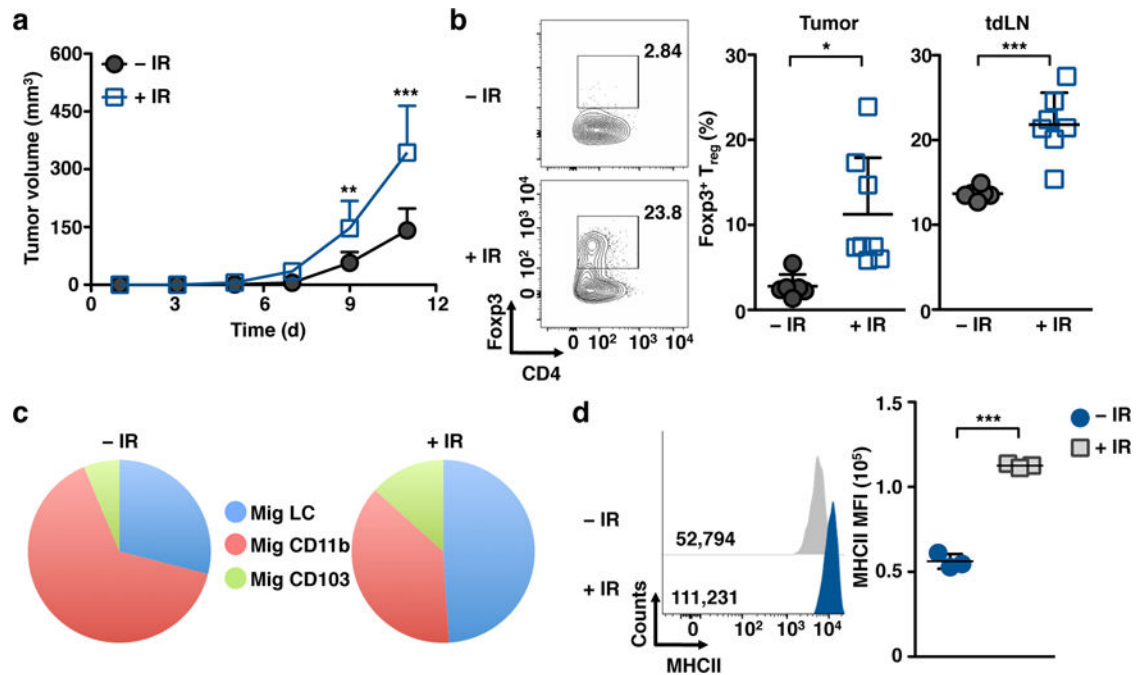 a
Tumor volume (mm³)
600
450
300
150
0
– IR
+ IR
**
***
0 3 6 9 12
Time (d)
b
– IR
2.84
+ IR
23.8
10⁴
10³
10²
0
Foxp3
0 10² 10³ 10⁴
CD4
Tumor
Foxp3⁺ Treg (%)
30
20
10
0
*
– IR + IR
tdLN
30
20
10
0
***
– IR + IR
c
– IR
+ IR
Mig LC
Mig CD11b
Mig CD103
d
– IR
52,794
+ IR
111,231
Counts
0 10² 10³ 10⁴
MHCII
MHCII MFI (10⁵)
1.5
1.0
0.5
0
***
– IR
+ IR